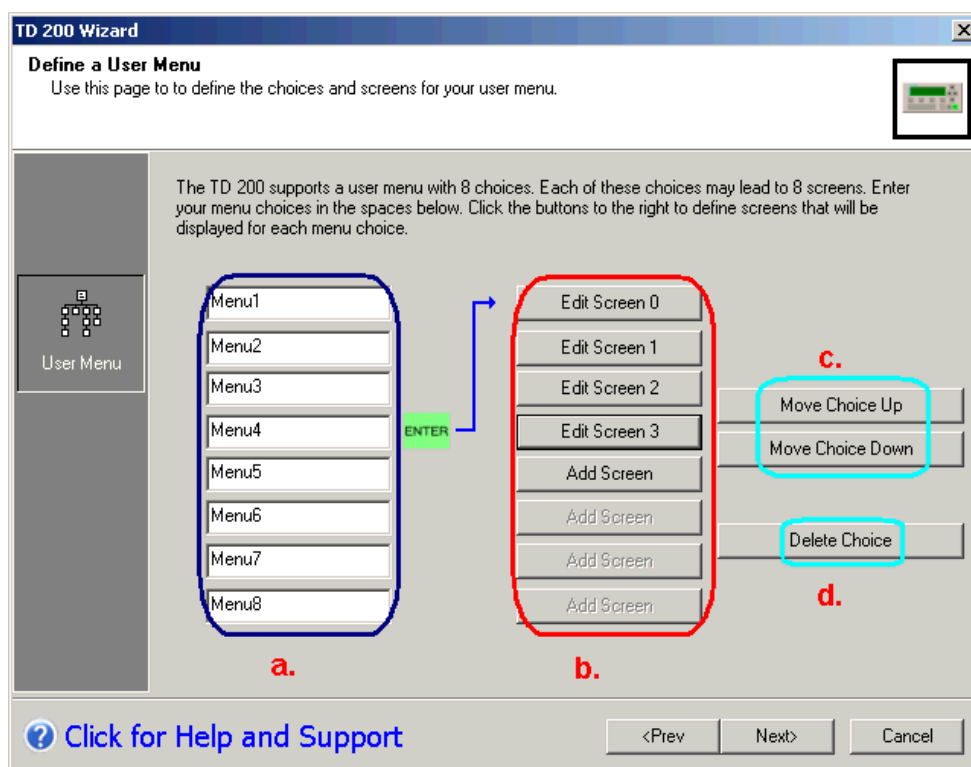 TD 200 Wizard
Define a User Menu
Use this page to to define the choices and screens for your user menu.
The TD 200 supports a user menu with 8 choices. Each of these choices may lead to 8 screens. Enter
your menu choices in the spaces below. Click the buttons to the right to define screens that will be
displayed for each menu choice.
User Menu
Menu1
Menu2
Menu3
Menu4
Menu5
Menu6
Menu7
Menu8
a.
ENTER
Edit Screen 0
Edit Screen 1
Edit Screen 2
Edit Screen 3
Add Screen
Add Screen
Add Screen
Add Screen
b.
c.
Move Choice Up
Move Choice Down
Delete Choice
d.
Click for Help and Support
<Prev
Next>
Cancel